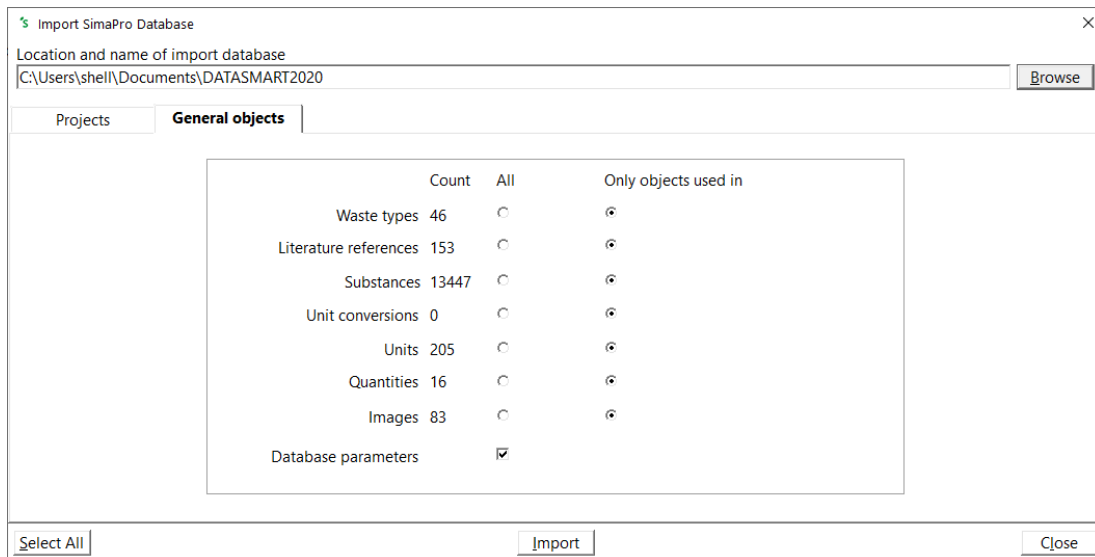 Import SimaPro Database
Location and name of import database
C:\Users\shell\Documents\DATASMART2020
Browse
Projects General objects
Count All Only objects used in
Waste types 46
Literature references 153
Substances 13447
Unit conversions 0
Units 205
Quantities 16
Images 83
Database parameters
Select All Import Close